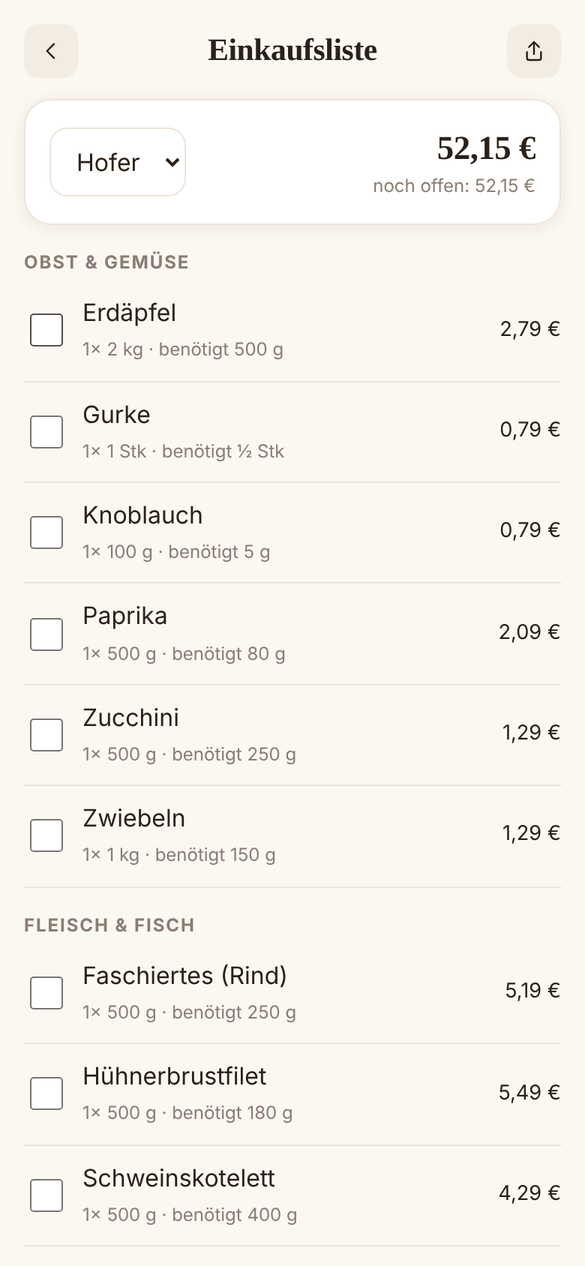 Einkaufsliste
Hofer
52,15 €
noch offen: 52,15 €
OBST & GEMÜSE
Erdäpfel
1× 2 kg · benötigt 500 g
2,79 €
Gurke
1× 1 Stk · benötigt ½ Stk
0,79 €
Knoblauch
1× 100 g · benötigt 5 g
0,79 €
Paprika
1× 500 g · benötigt 80 g
2,09 €
Zucchini
1× 500 g · benötigt 250 g
1,29 €
Zwiebeln
1× 1 kg · benötigt 150 g
1,29 €
FLEISCH & FISCH
Faschiertes (Rind)
1× 500 g · benötigt 250 g
5,19 €
Hühnerbrustfilet
1× 500 g · benötigt 180 g
5,49 €
Schweinskotelett
1× 500 g · benötigt 400 g
4,29 €